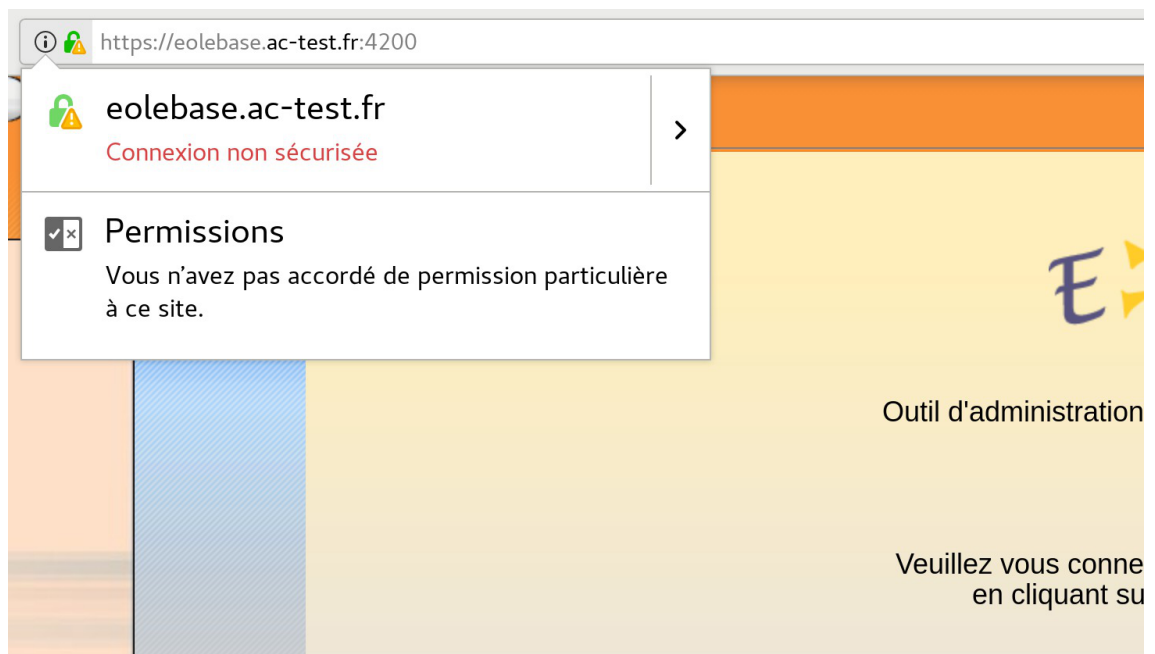 https://eolebase.ac-test.fr:4200
eolebase.ac-test.fr
Connexion non sécurisée
Permissions
Vous n’avez pas accordé de permission particulière
à ce site.
E
Outil d'administration
Veuillez vous conne
en cliquant su